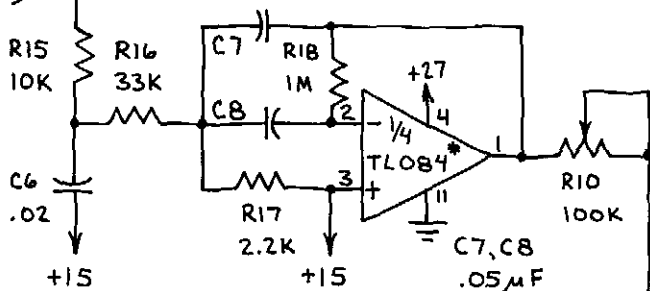 R15
10K
R16
33K
C7
R18
1M
+27
C8
2
-
1/4
4
TL084*
1
3
+
11
R17
2.2K
R10
100K
C6
.02
+15
+15
C7, C8
.05µF